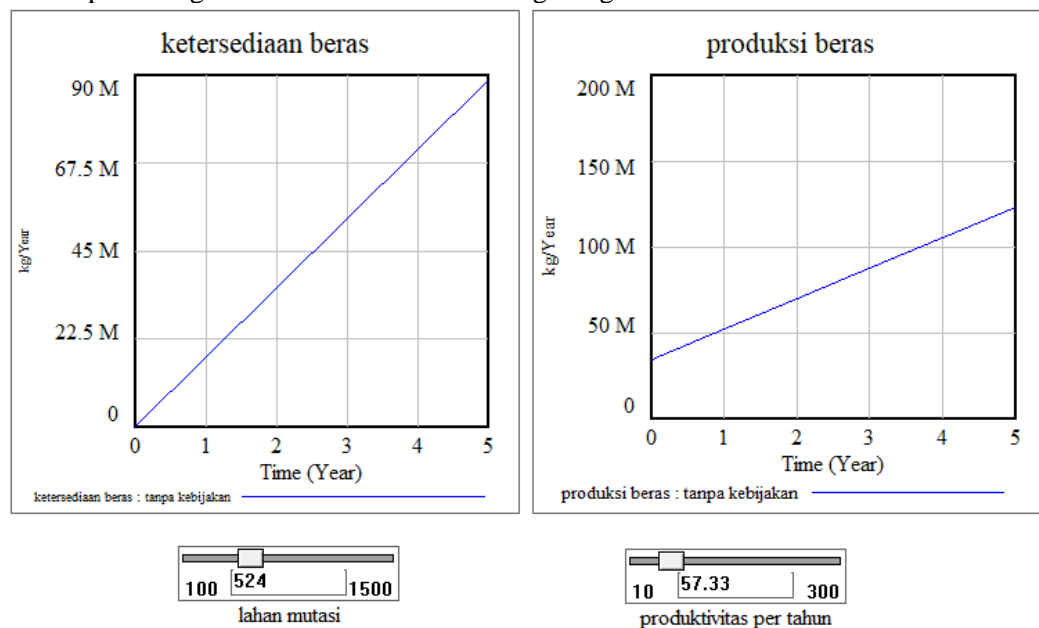 ketersediaan beras
90 M
67.5 M
45 M
22.5 M
0
kg/Year
0 1 2 3 4 5
Time (Year)
ketersediaan beras : tanpa kebijakan
produksi beras
200 M
150 M
100 M
50 M
0
kg/Year
0 1 2 3 4 5
Time (Year)
produksi beras : tanpa kebijakan
100 524 1500
lahan mutasi
10 57.33 300
produktivitas per tahun